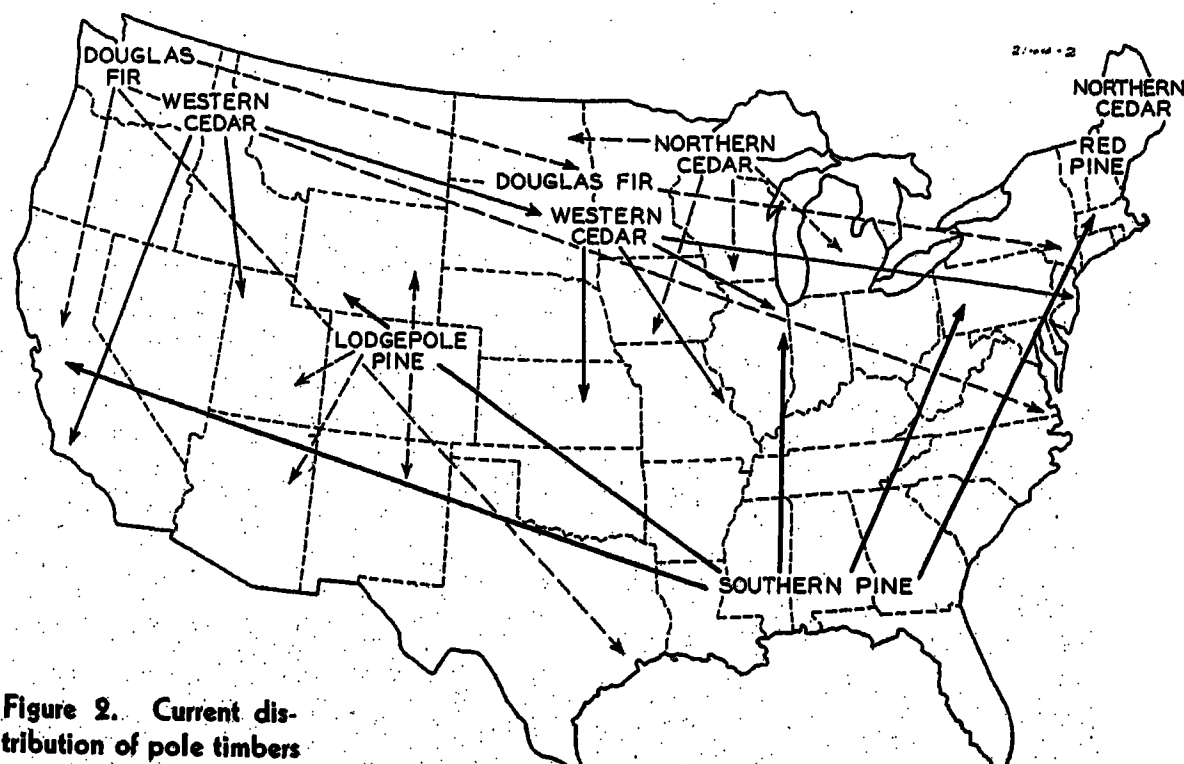 DOUGLAS
FIR
WESTERN
CEDAR
NORTHERN
CEDAR
RED
PINE
NORTHERN
CEDAR
DOUGLAS FIR
WESTERN
CEDAR
LODGEPOLE
PINE
SOUTHERN PINE
Figure 2. Current dis-
tribution of pole timbers